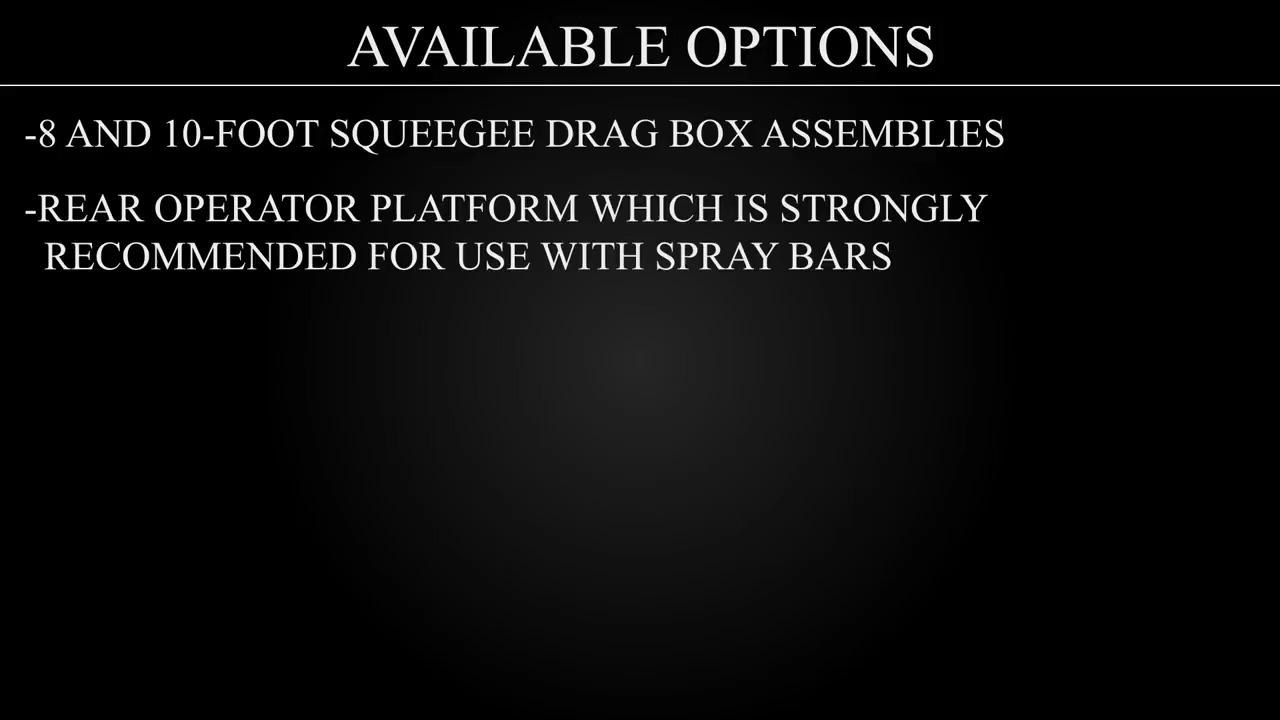 AVAILABLE OPTIONS
-8 AND 10-FOOT SQUEEGEE DRAG BOX ASSEMBLIES
-REAR OPERATOR PLATFORM WHICH IS STRONGLY
RECOMMENDED FOR USE WITH SPRAY BARS